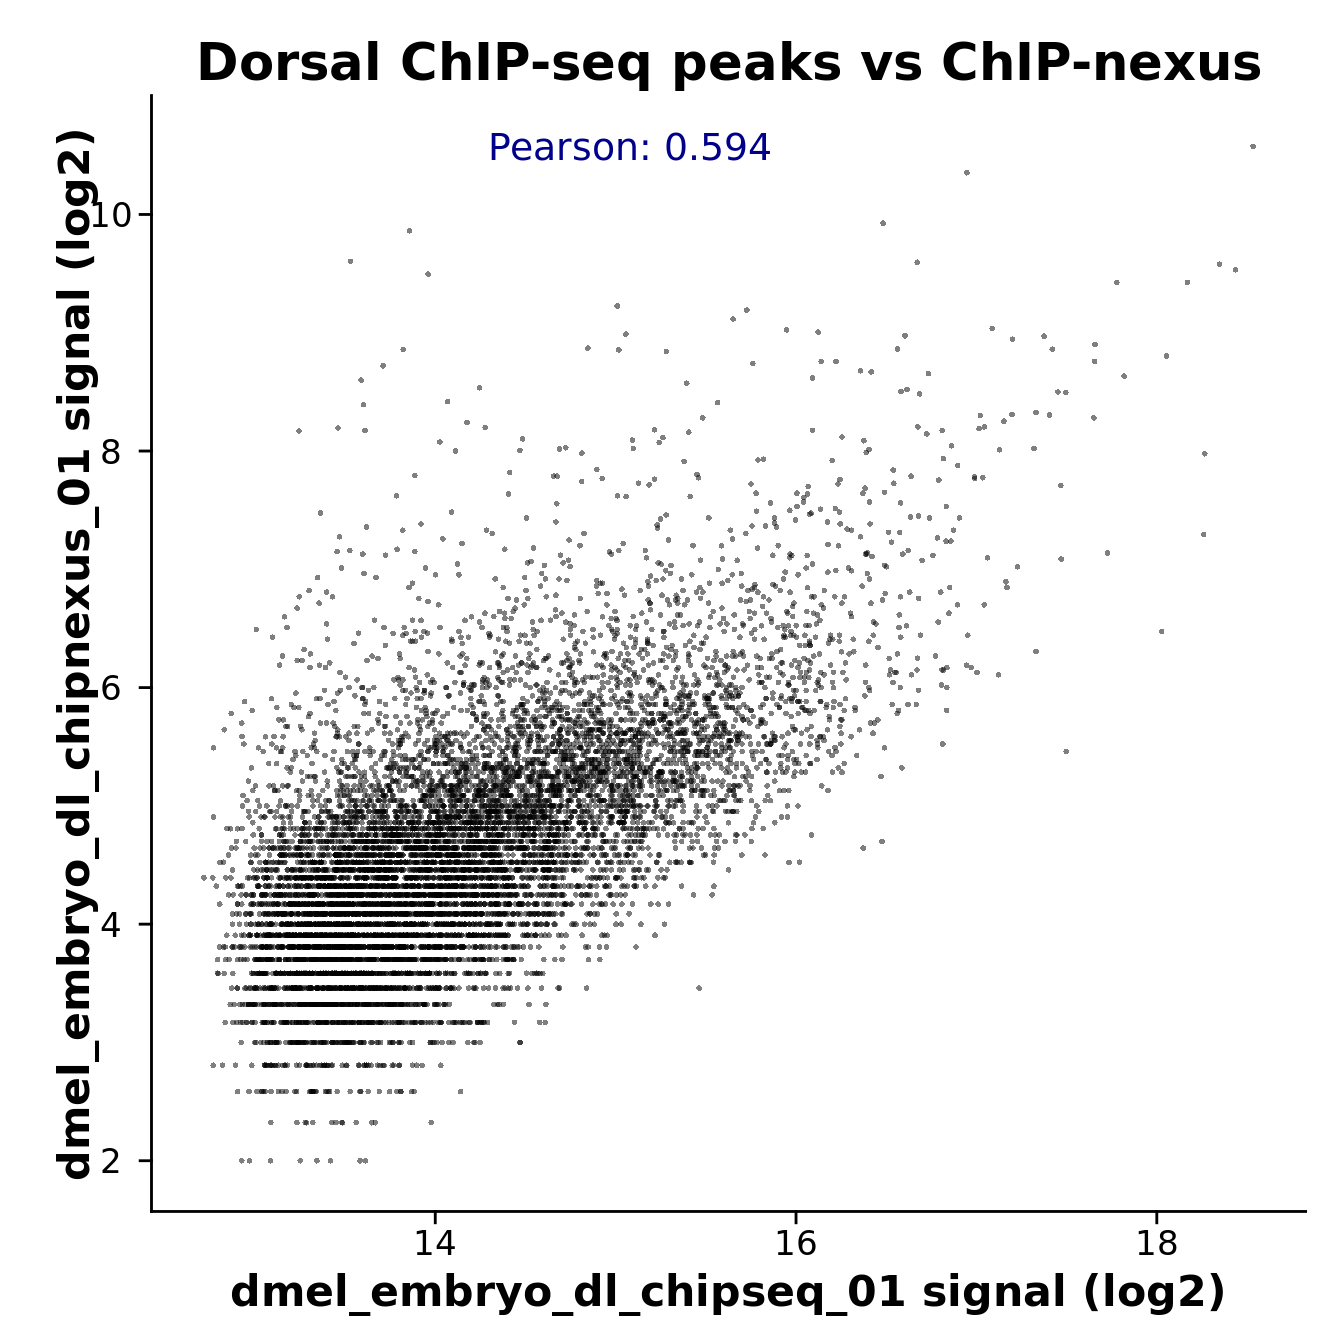 Dorsal ChIP-seq peaks vs ChIP-nexus
Pearson: 0.594
dmel_embryo_dl_chipnexus_01 signal (log2)
10
8
6
4
2
14
16
18
dmel_embryo_dl_chipseq_01 signal (log2)